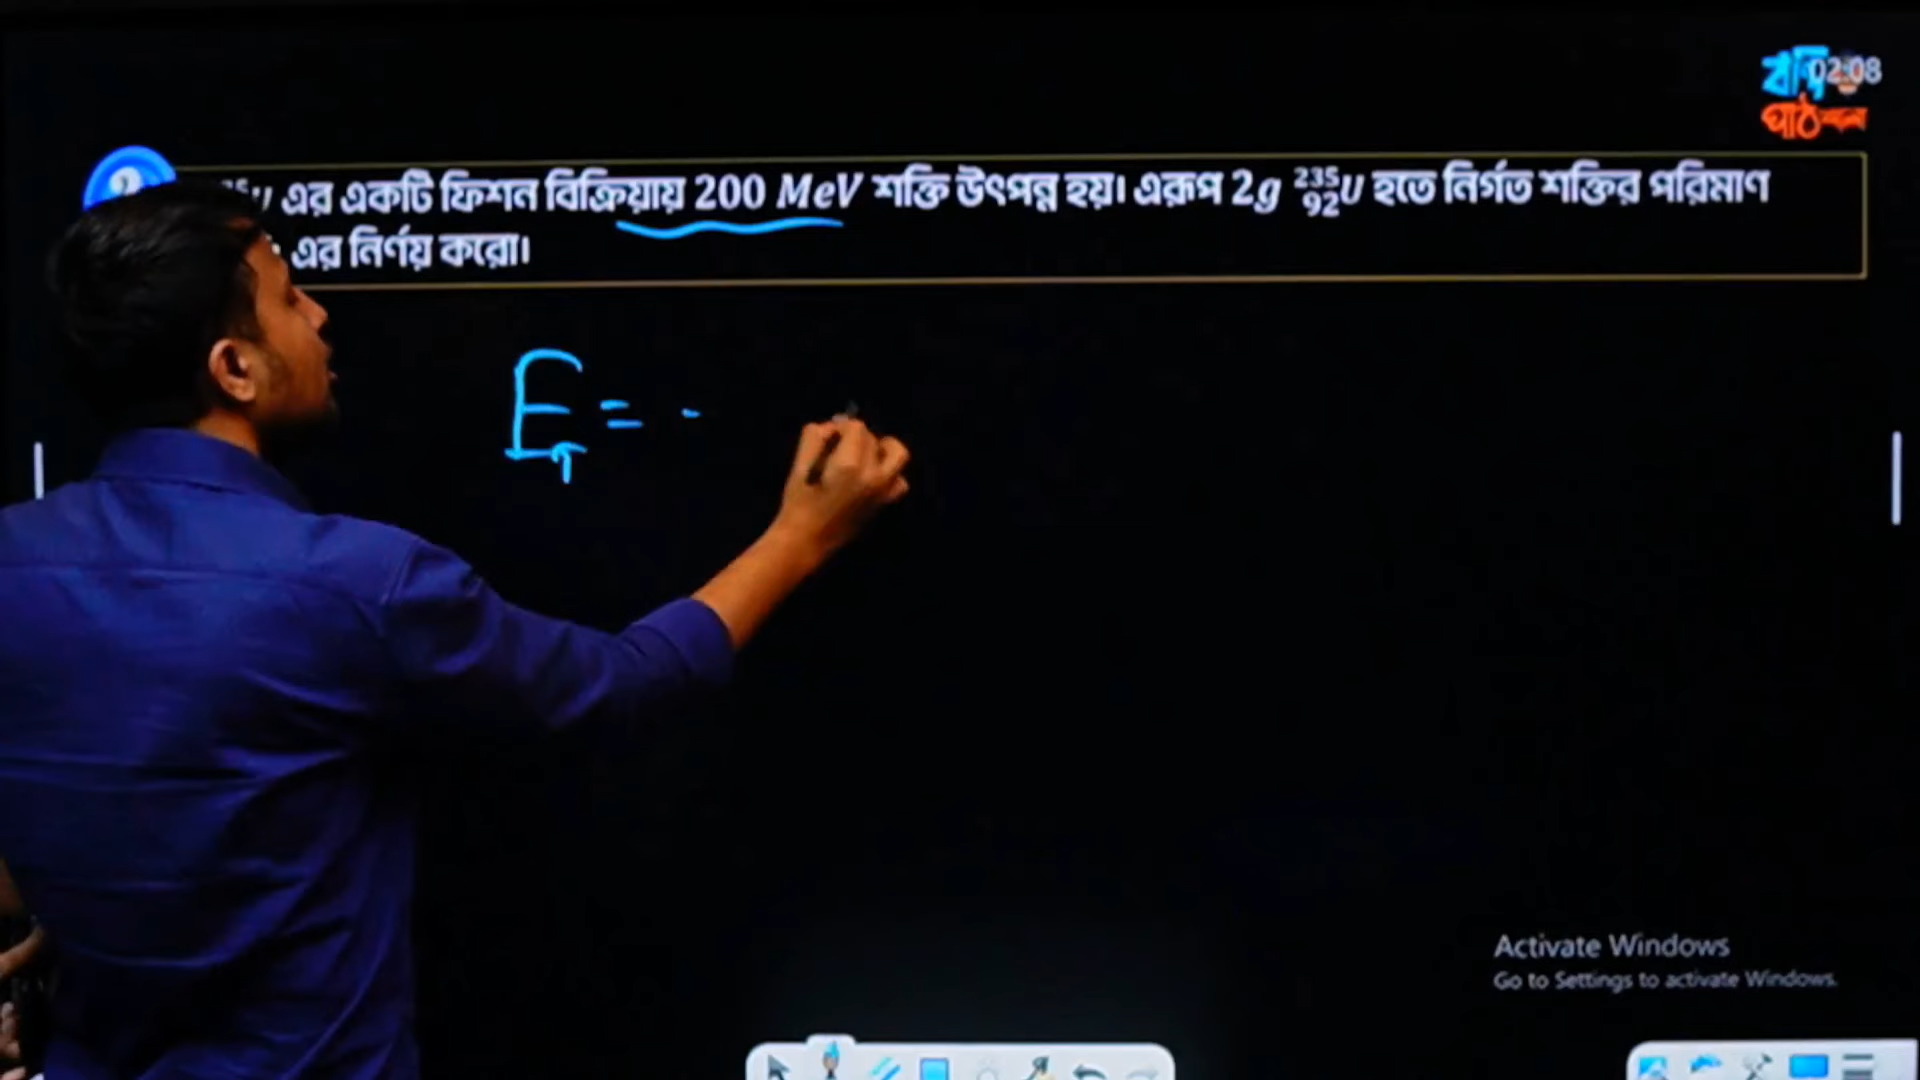 02:08
পাঠশালা
এর একটি ফিশন বিক্রিয়ায় 200 MeV শক্তি উৎপন্ন হয়। এরূপ 2g ²³⁵₉₂U হতে নির্গত শক্তির পরিমাণ
এর নির্ণয় করো।
E_T =
Activate Windows
Go to Settings to activate Windows.